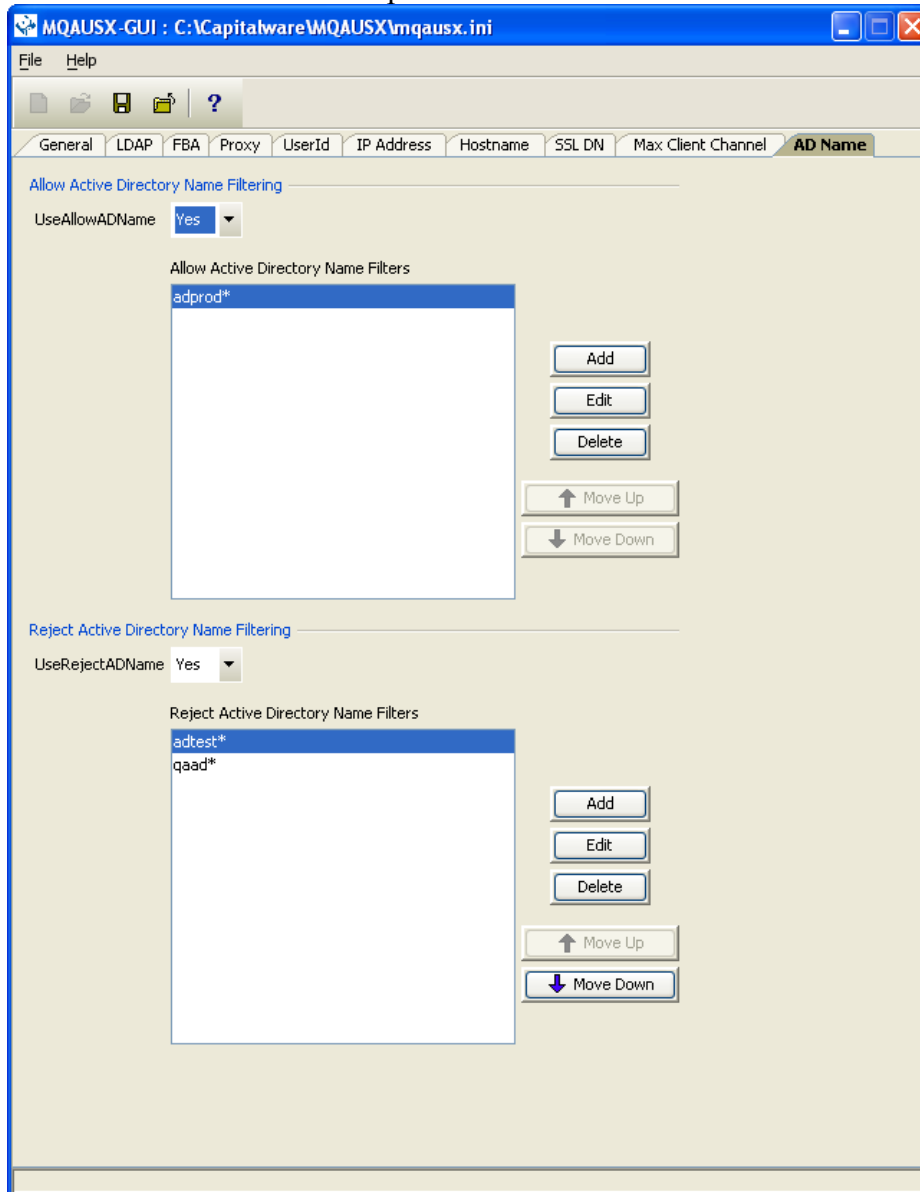 MQAUSX-GUI : C:\Capitalware\MQAUSX\mqausx.ini
File Help
?
General LDAP FBA Proxy UserId IP Address Hostname SSL DN Max Client Channel AD Name
Allow Active Directory Name Filtering
UseAllowADName Yes
Allow Active Directory Name Filters
adprod*
Add
Edit
Delete
Move Up
Move Down
Reject Active Directory Name Filtering
UseRejectADName Yes
Reject Active Directory Name Filters
adtest*
qaad*
Add
Edit
Delete
Move Up
Move Down